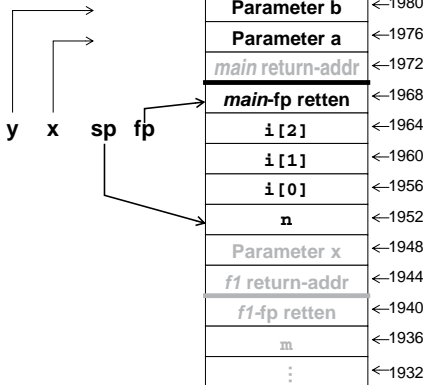 Parameter b ←1980
Parameter a ←1976
main return-addr ←1972
main-fp retten ←1968
y x sp fp
i[2] ←1964
i[1] ←1960
i[0] ←1956
n ←1952
Parameter x ←1948
f1 return-addr ←1944
f1-fp retten ←1940
m ←1936
⋮ ←1932